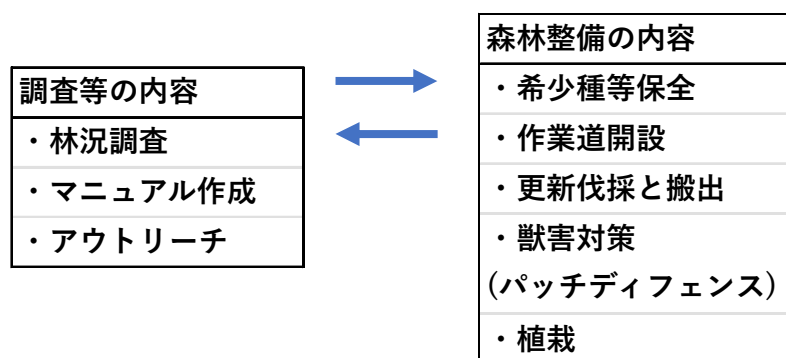 調査等の内容
・林況調査
・マニュアル作成
・アウトリーチ
森林整備の内容
・希少種等保全
・作業道開設
・更新伐採と搬出
・獣害対策
(パッチディフェンス)
・植栽